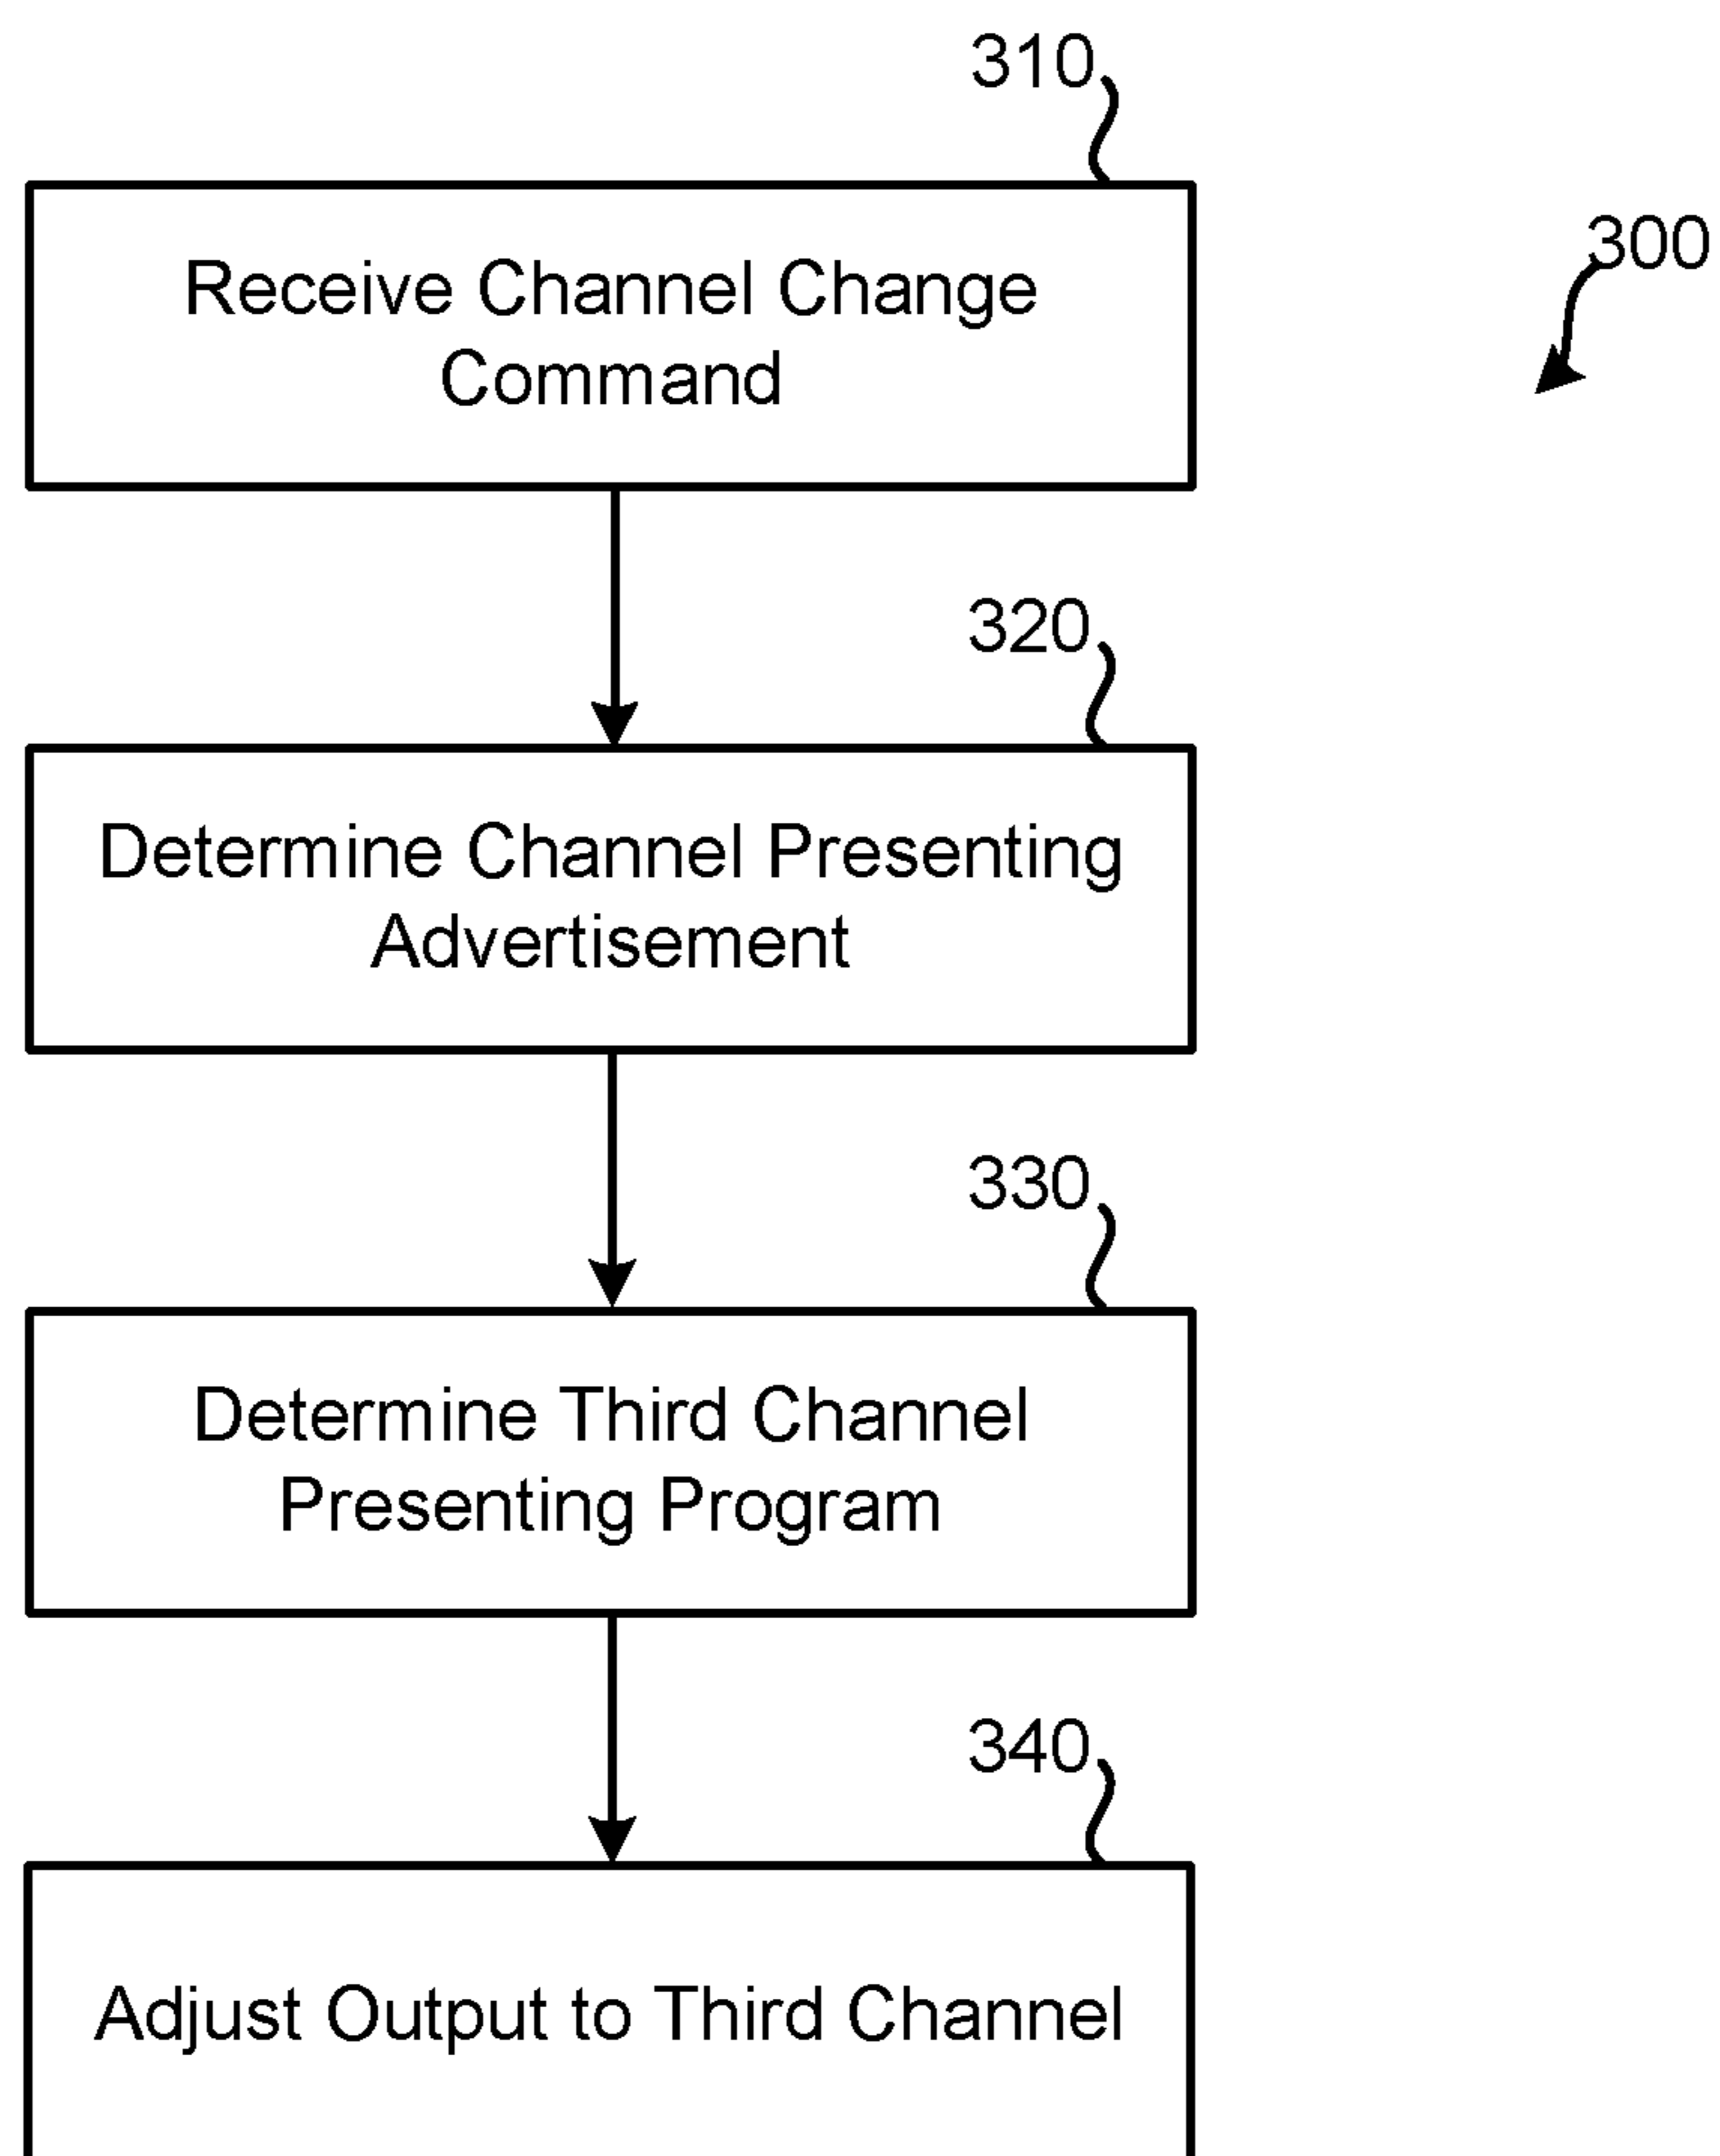 310
300
Receive Channel Change
Command
320
Determine Channel Presenting
Advertisement
330
Determine Third Channel
Presenting Program
340
Adjust Output to Third Channel